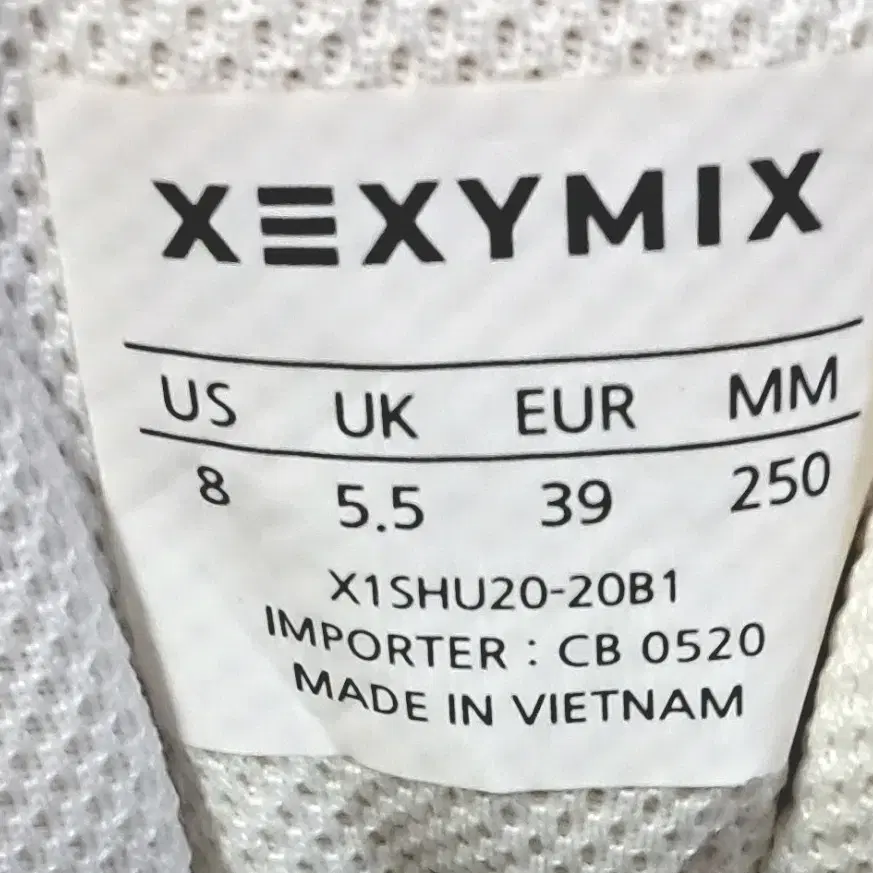 XEXYMIX
US UK EUR MM
8 5.5 39 250
X1SHU20-20B1
IMPORTER : CB 0520
MADE IN VIETNAM